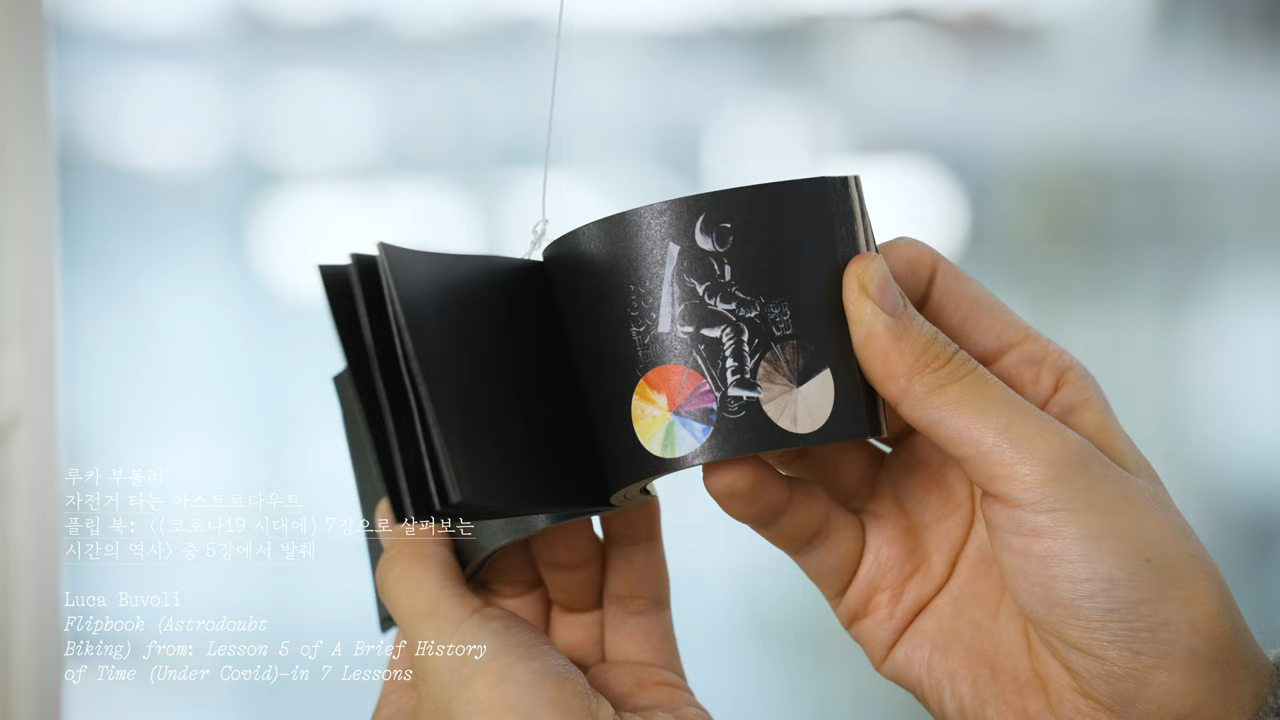 루카 부볼리
자전거 타는 아스트로다우트
플립 북: 〈(코로나19 시대에) 7강으로 살펴보는
시간의 역사〉 중 5강에서 발췌
Luca Buvoli
Flipbook (Astrodoubt
Biking) from: Lesson 5 of A Brief History
of Time (Under Covid)—in 7 Lessons